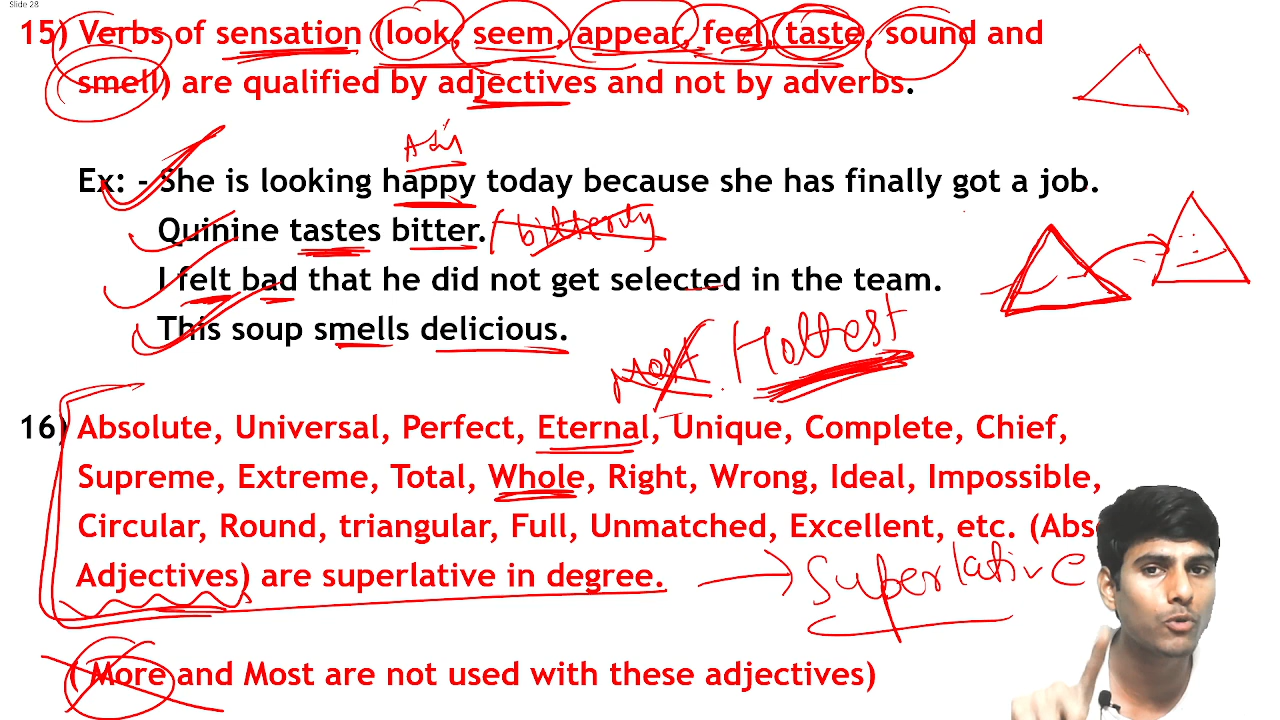 Slide 28
15) Verbs of sensation (look, seem, appear, feel, taste, sound and
smell) are qualified by adjectives and not by adverbs.
Adj
Ex: - She is looking happy today because she has finally got a job.
Quinine tastes bitter. (bitterity
I felt bad that he did not get selected in the team.
This soup smells delicious.
Most Hottest
16) Absolute, Universal, Perfect, Eternal, Unique, Complete, Chief,
Supreme, Extreme, Total, Whole, Right, Wrong, Ideal, Impossible,
Circular, Round, triangular, Full, Unmatched, Excellent, etc. (Abs
Adjectives) are superlative in degree.
Superlative
( More and Most are not used with these adjectives)